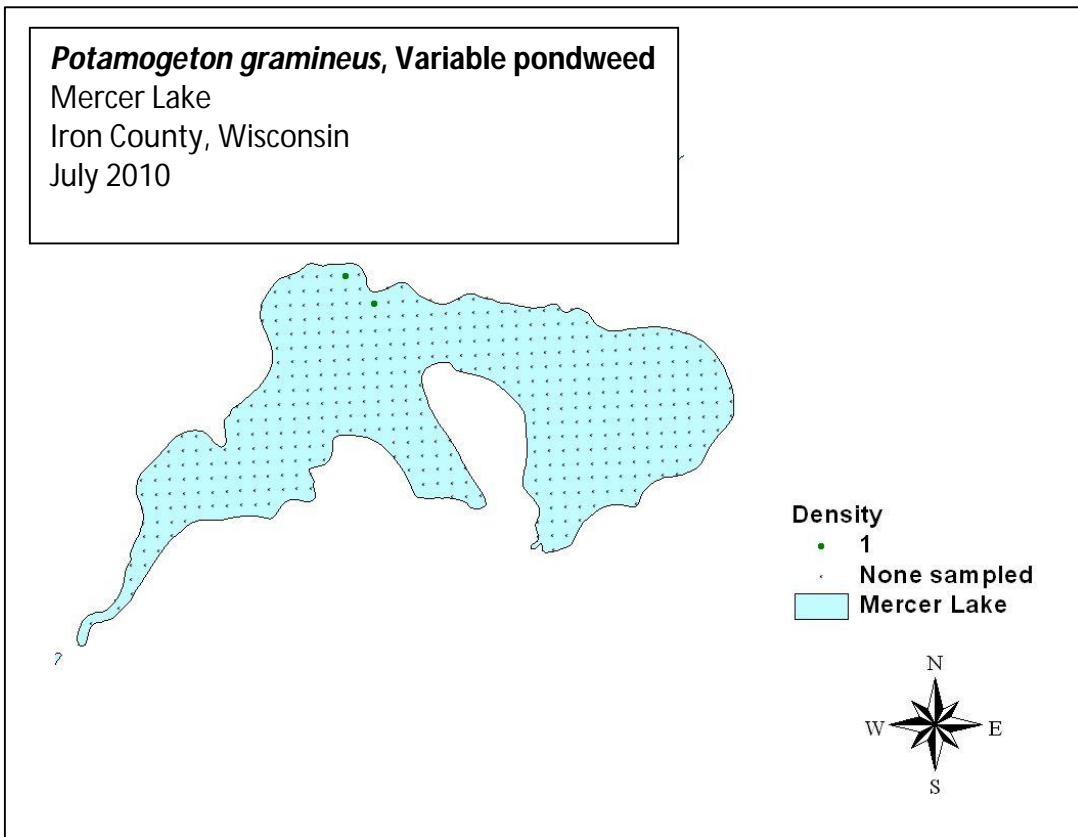 Potamogeton gramineus, Variable pondweed
Mercer Lake
Iron County, Wisconsin
July 2010
Density
1
None sampled
Mercer Lake
N
W E
S